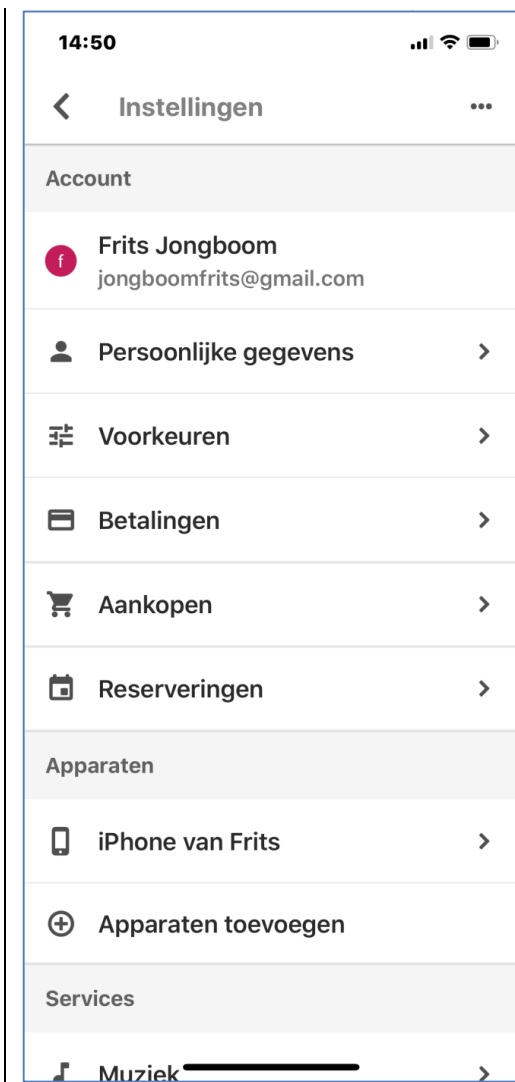 14:50
Instellingen
Account
f
Frits Jongboom
jongboomfrits@gmail.com
Persoonlijke gegevens
Voorkeuren
Betalingen
Aankopen
Reserveringen
Apparaten
iPhone van Frits
Apparaten toevoegen
Services
Muziek